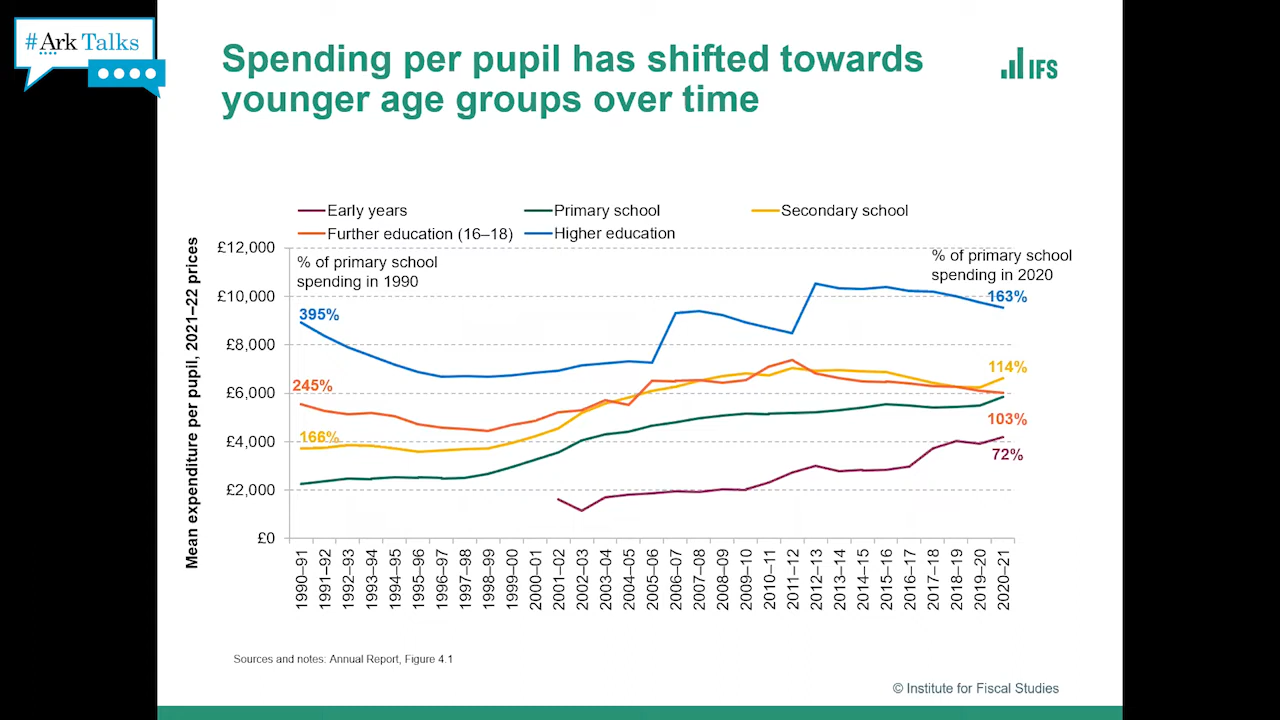 #Ark Talks
Spending per pupil has shifted towards
younger age groups over time
IFS
Early years
Primary school
Secondary school
Further education (16–18)
Higher education
Mean expenditure per pupil, 2021–22 prices
£12,000
£10,000
£8,000
£6,000
£4,000
£2,000
£0
% of primary school
spending in 1990
395%
245%
166%
% of primary school
spending in 2020
163%
114%
103%
72%
1990–91
1991–92
1992–93
1993–94
1994–95
1995–96
1996–97
1997–98
1998–99
1999–00
2000–01
2001–02
2002–03
2003–04
2004–05
2005–06
2006–07
2007–08
2008–09
2009–10
2010–11
2011–12
2012–13
2013–14
2014–15
2015–16
2016–17
2017–18
2018–19
2019–20
2020–21
Sources and notes: Annual Report, Figure 4.1
© Institute for Fiscal Studies